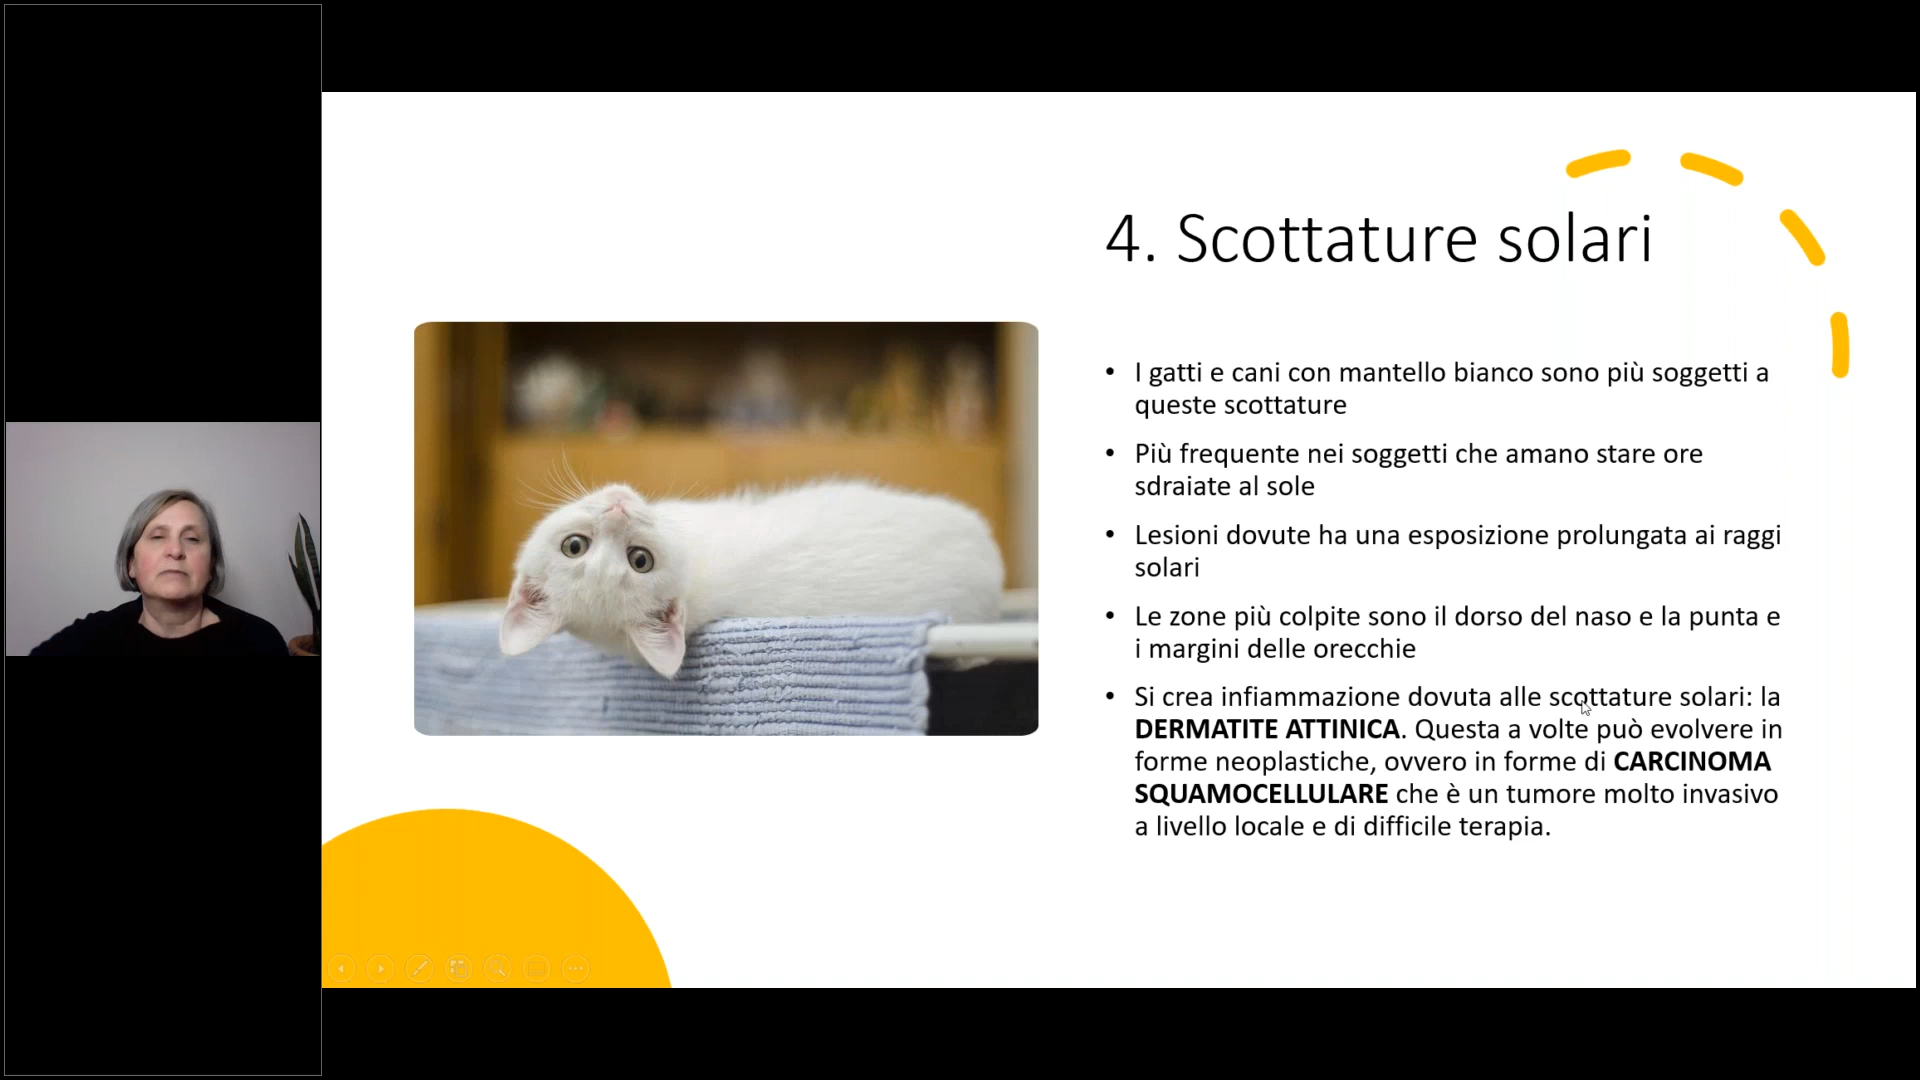 4. Scottature solari
• I gatti e cani con mantello bianco sono più soggetti a
queste scottature
• Più frequente nei soggetti che amano stare ore
sdraiate al sole
• Lesioni dovute ha una esposizione prolungata ai raggi
solari
• Le zone più colpite sono il dorso del naso e la punta e
i margini delle orecchie
• Si crea infiammazione dovuta alle scottature solari: la
DERMATITE ATTINICA. Questa a volte può evolvere in
forme neoplastiche, ovvero in forme di CARCINOMA
SQUAMOCELLULARE che è un tumore molto invasivo
a livello locale e di difficile terapia.